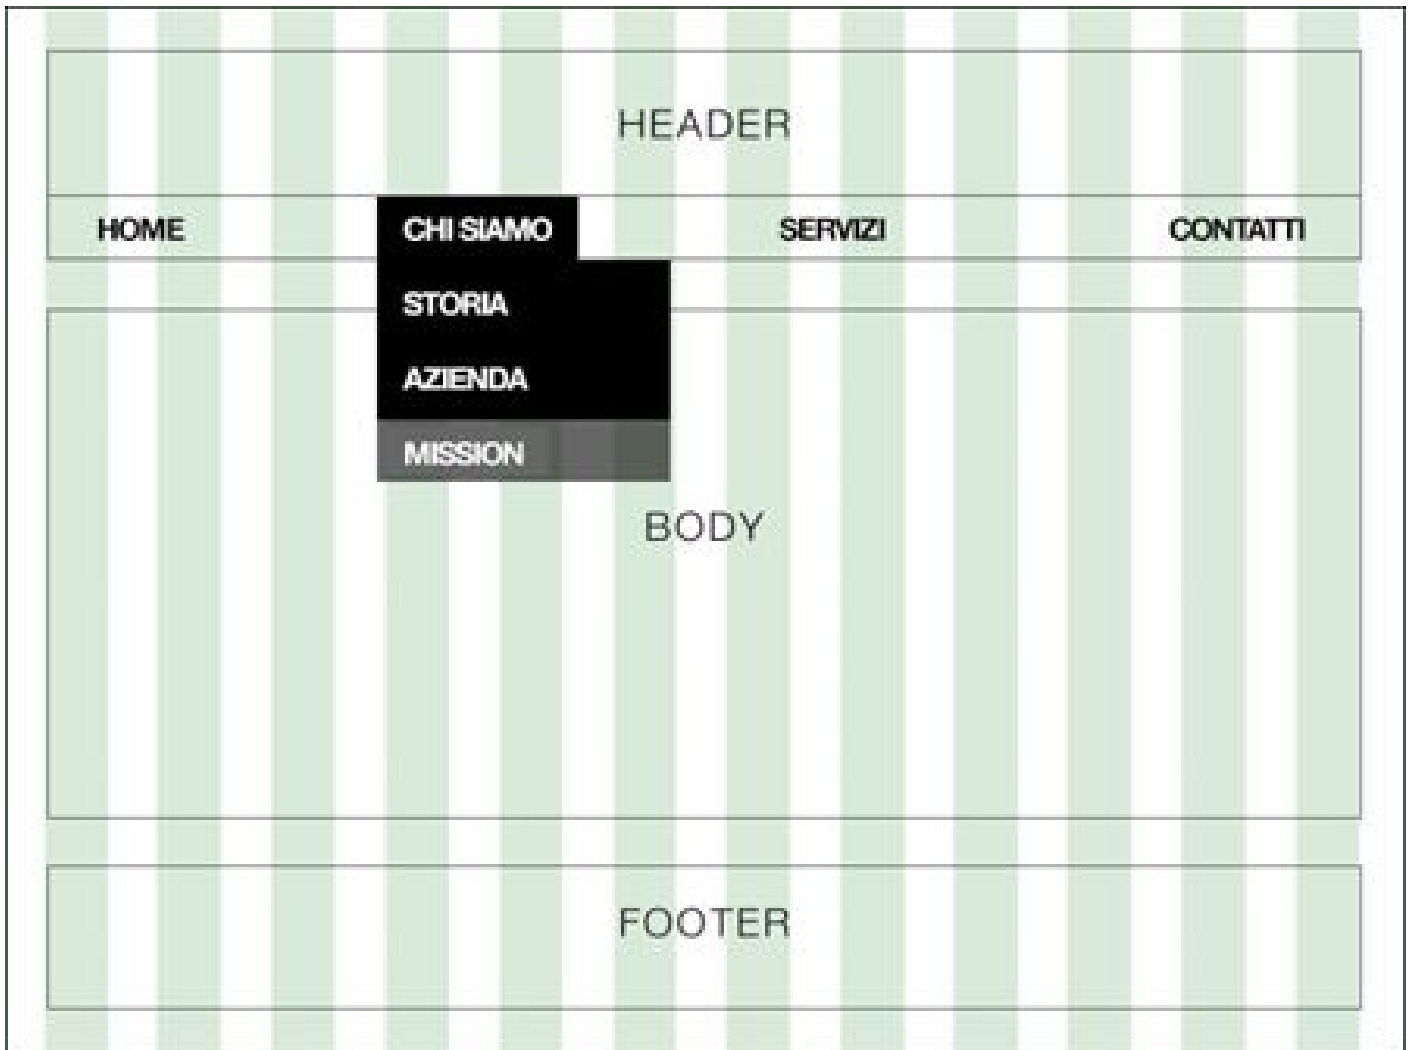 HEADER
HOME CHI SIAMO SERVIZI CONTATTI
STORIA
AZIENDA
MISSION
BODY
FOOTER